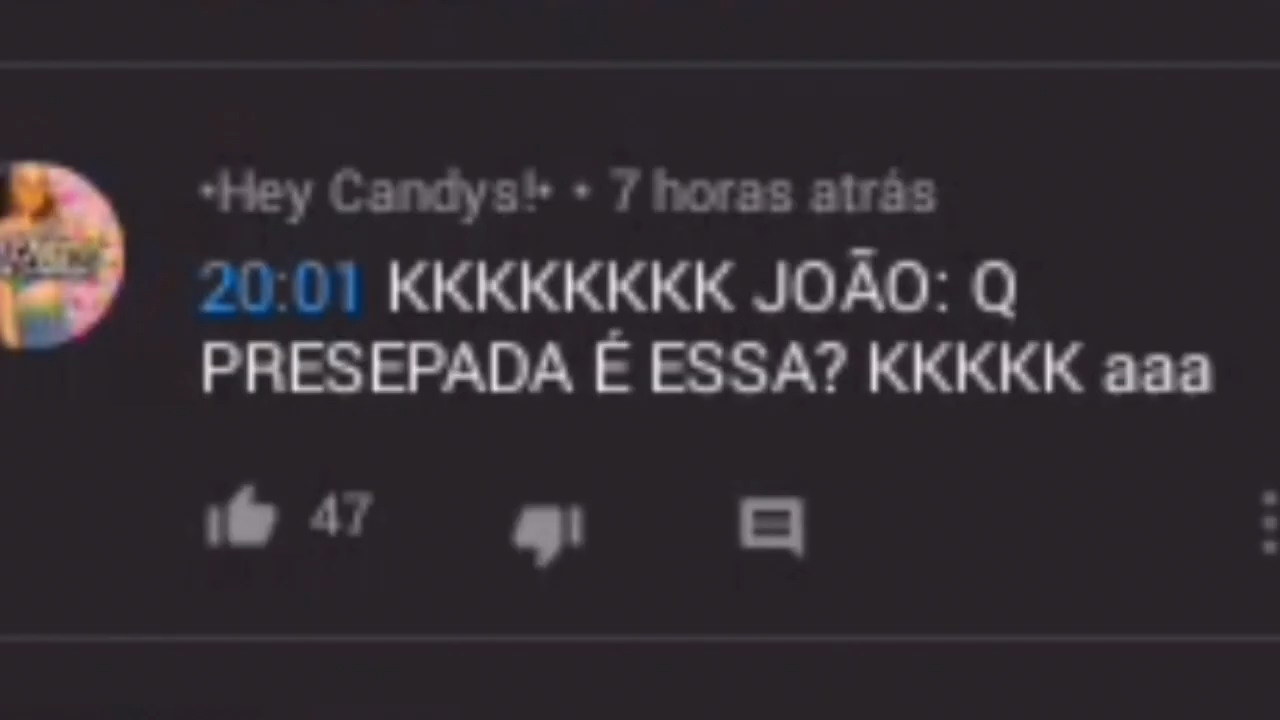 •Hey Candys!• • 7 horas atrás
20:01 KKKKKKKK JOÃO: Q
PRESEPADA É ESSA? KKKKK aaa
47